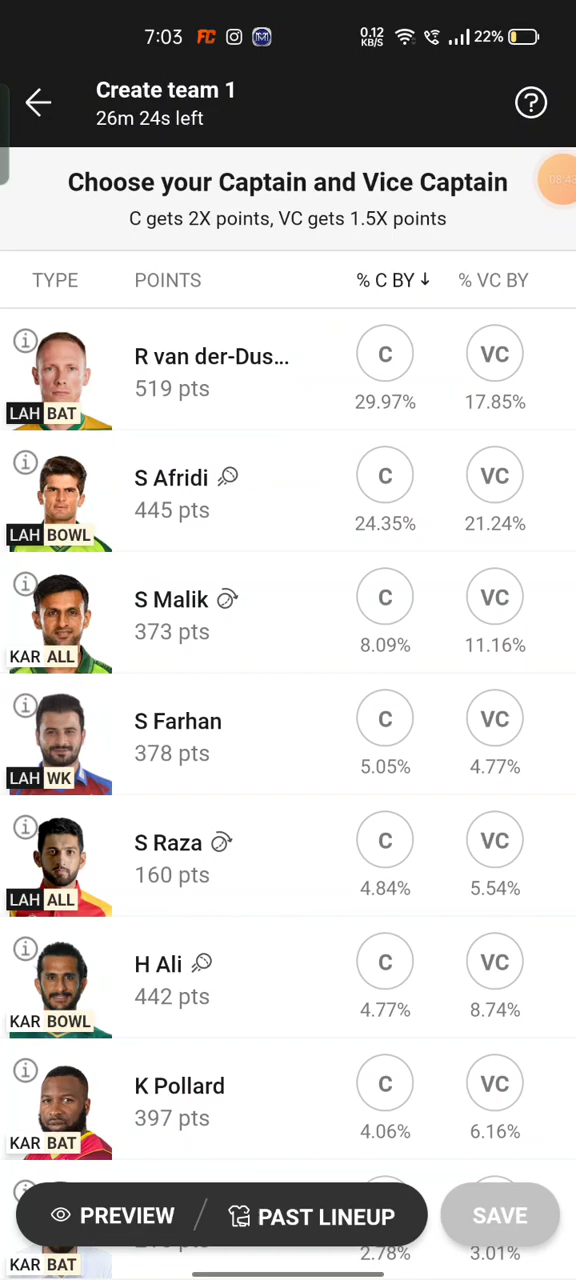 7:03 FC 0.12 KB/S 22%
Create team 1
26m 24s left
Choose your Captain and Vice Captain
C gets 2X points, VC gets 1.5X points
TYPE POINTS % C BY ↓ % VC BY
R van der-Dus... C VC
519 pts
LAH BAT 29.97% 17.85%
S Afridi C VC
445 pts
LAH BOWL 24.35% 21.24%
S Malik C VC
373 pts
KAR ALL 8.09% 11.16%
S Farhan C VC
378 pts
LAH WK 5.05% 4.77%
S Raza C VC
160 pts
LAH ALL 4.84% 5.54%
H Ali C VC
442 pts
KAR BOWL 4.77% 8.74%
K Pollard C VC
397 pts
KAR BAT 4.06% 6.16%
PREVIEW / PAST LINEUP SAVE
KAR BAT 2.78% 3.01%